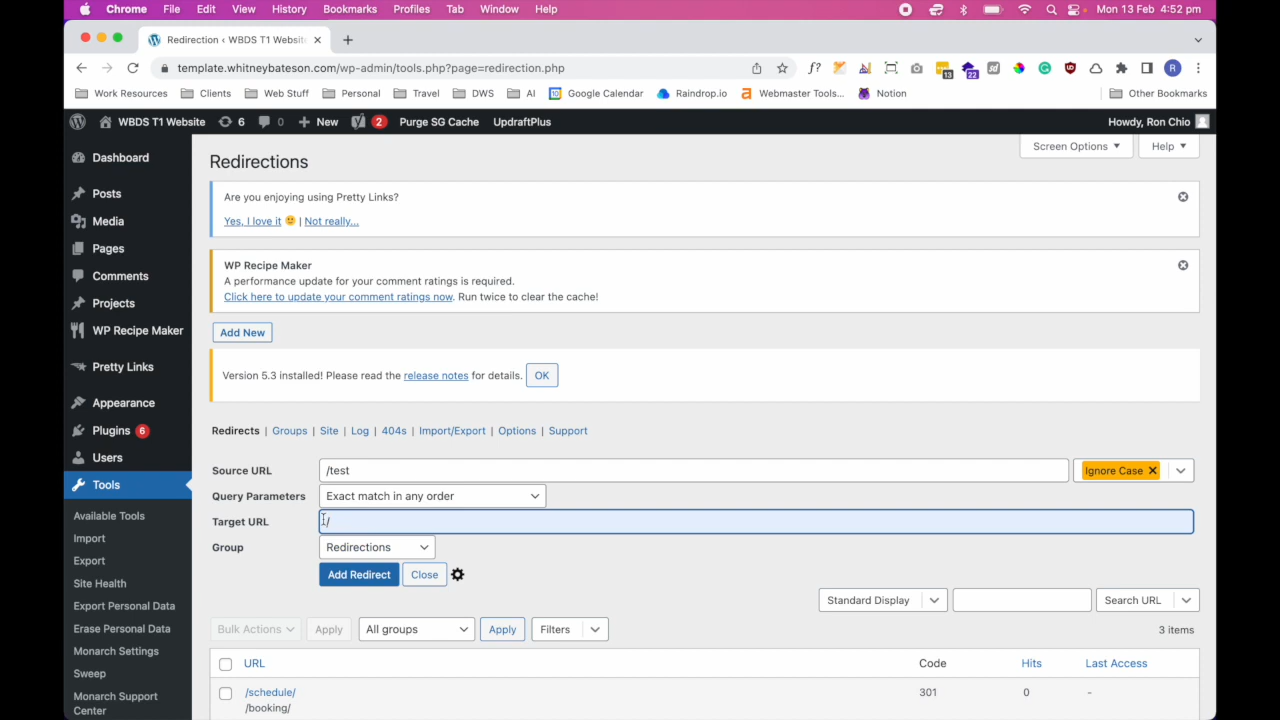 Chrome File Edit View History Bookmarks Profiles Tab Window Help Mon 13 Feb 4:52 pm
Redirection ‹ WBDS T1 Websit
template.whitneybateson.com/wp-admin/tools.php?page=redirection.php
f? 13 22 R
Work Resources Clients Web Stuff Personal Travel DWS AI Google Calendar Raindrop.io Webmaster Tools... Notion Other Bookmarks
WBDS T1 Website 6 0 New 2 Purge SG Cache UpdraftPlus Howdy, Ron Chio
Dashboard
Posts
Media
Pages
Comments
Projects
WP Recipe Maker
Pretty Links
Appearance
Plugins 6
Users
Tools
Available Tools
Import
Export
Site Health
Export Personal Data
Erase Personal Data
Monarch Settings
Sweep
Monarch Support
Center
Screen Options Help
Redirections
Are you enjoying using Pretty Links?
Yes, I love it | Not really...
WP Recipe Maker
A performance update for your comment ratings is required.
Click here to update your comment ratings now. Run twice to clear the cache!
Add New
Version 5.3 installed! Please read the release notes for details. OK
Redirects | Groups | Site | Log | 404s | Import/Export | Options | Support
Source URL /test Ignore Case
Query Parameters Exact match in any order
Target URL /
Group Redirections
Add Redirect Close
Standard Display Search URL
Bulk Actions Apply All groups Apply Filters 3 items
URL Code Hits Last Access
/schedule/ 301 0 -
/booking/